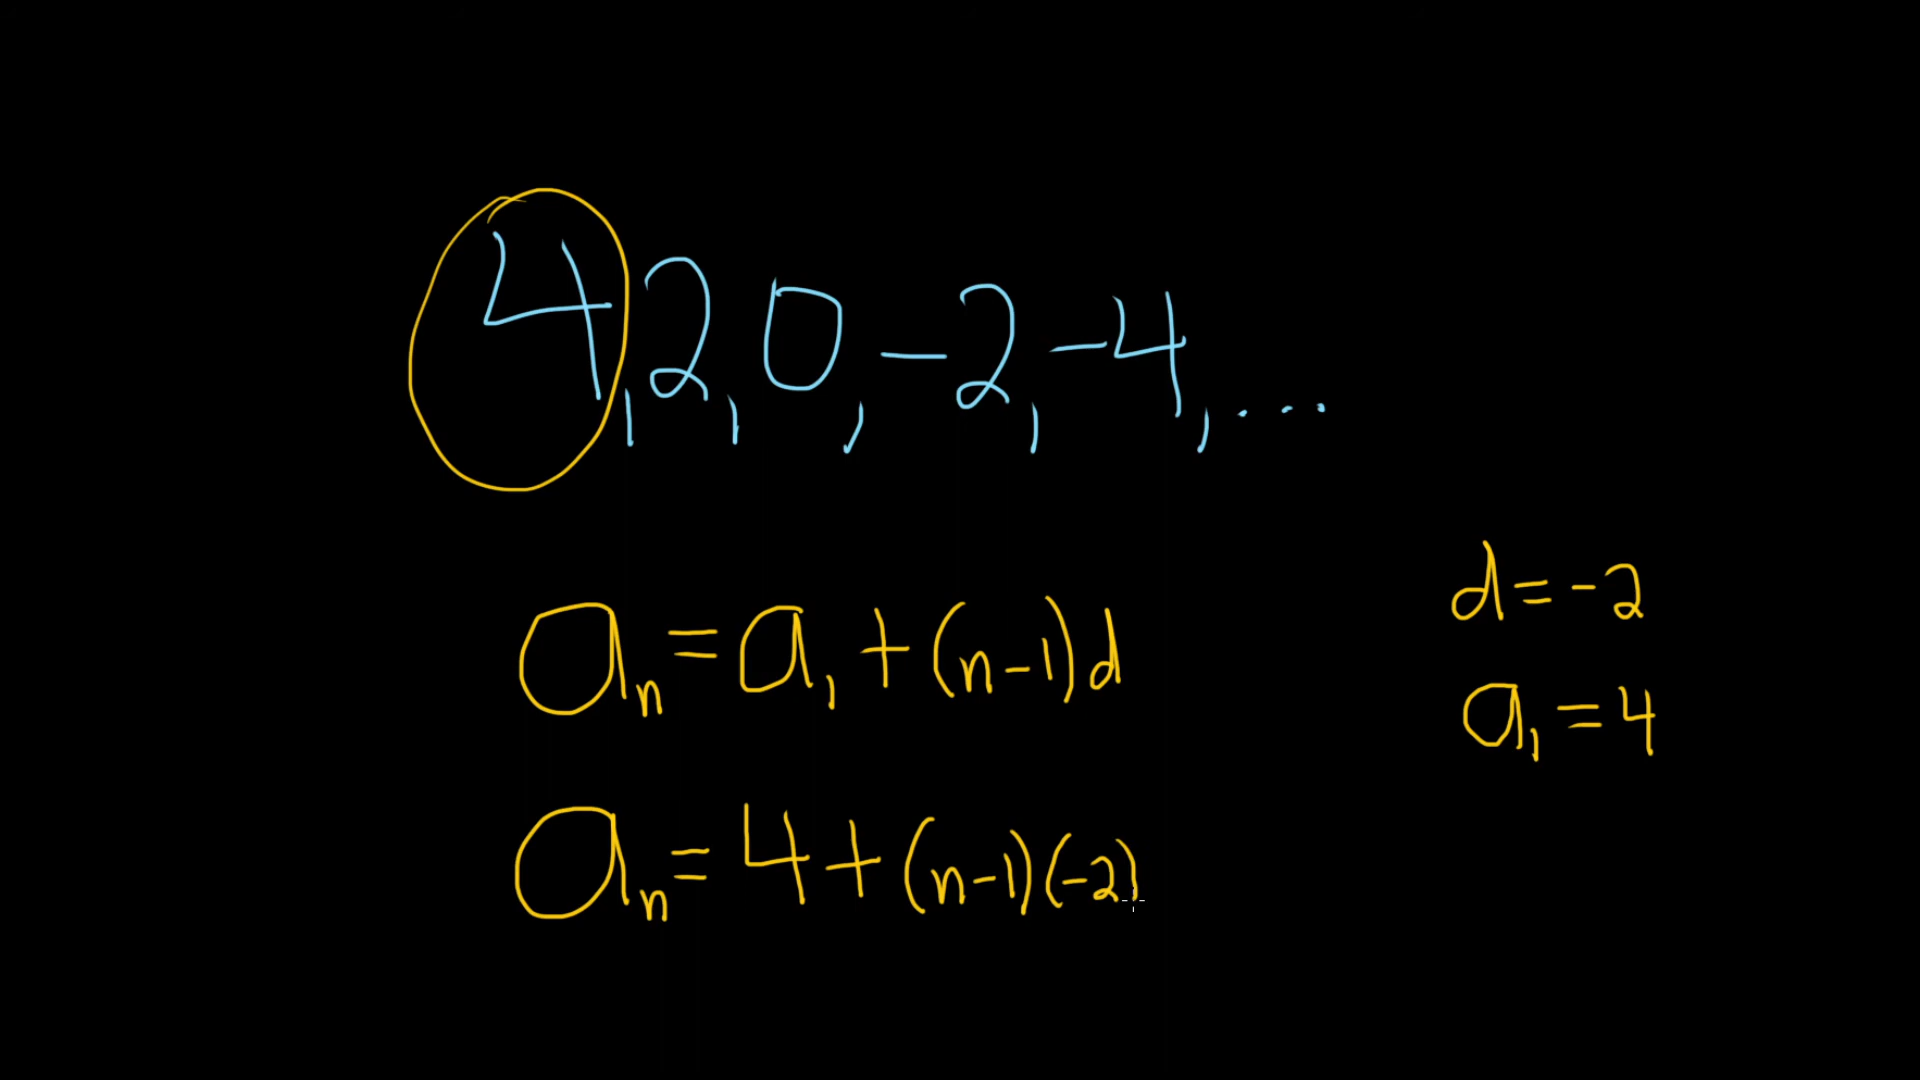 4, 2, 0, -2, -4, ...
d = -2
aₙ = a₁ + (n-1)d
a₁ = 4
aₙ = 4 + (n-1)(-2)